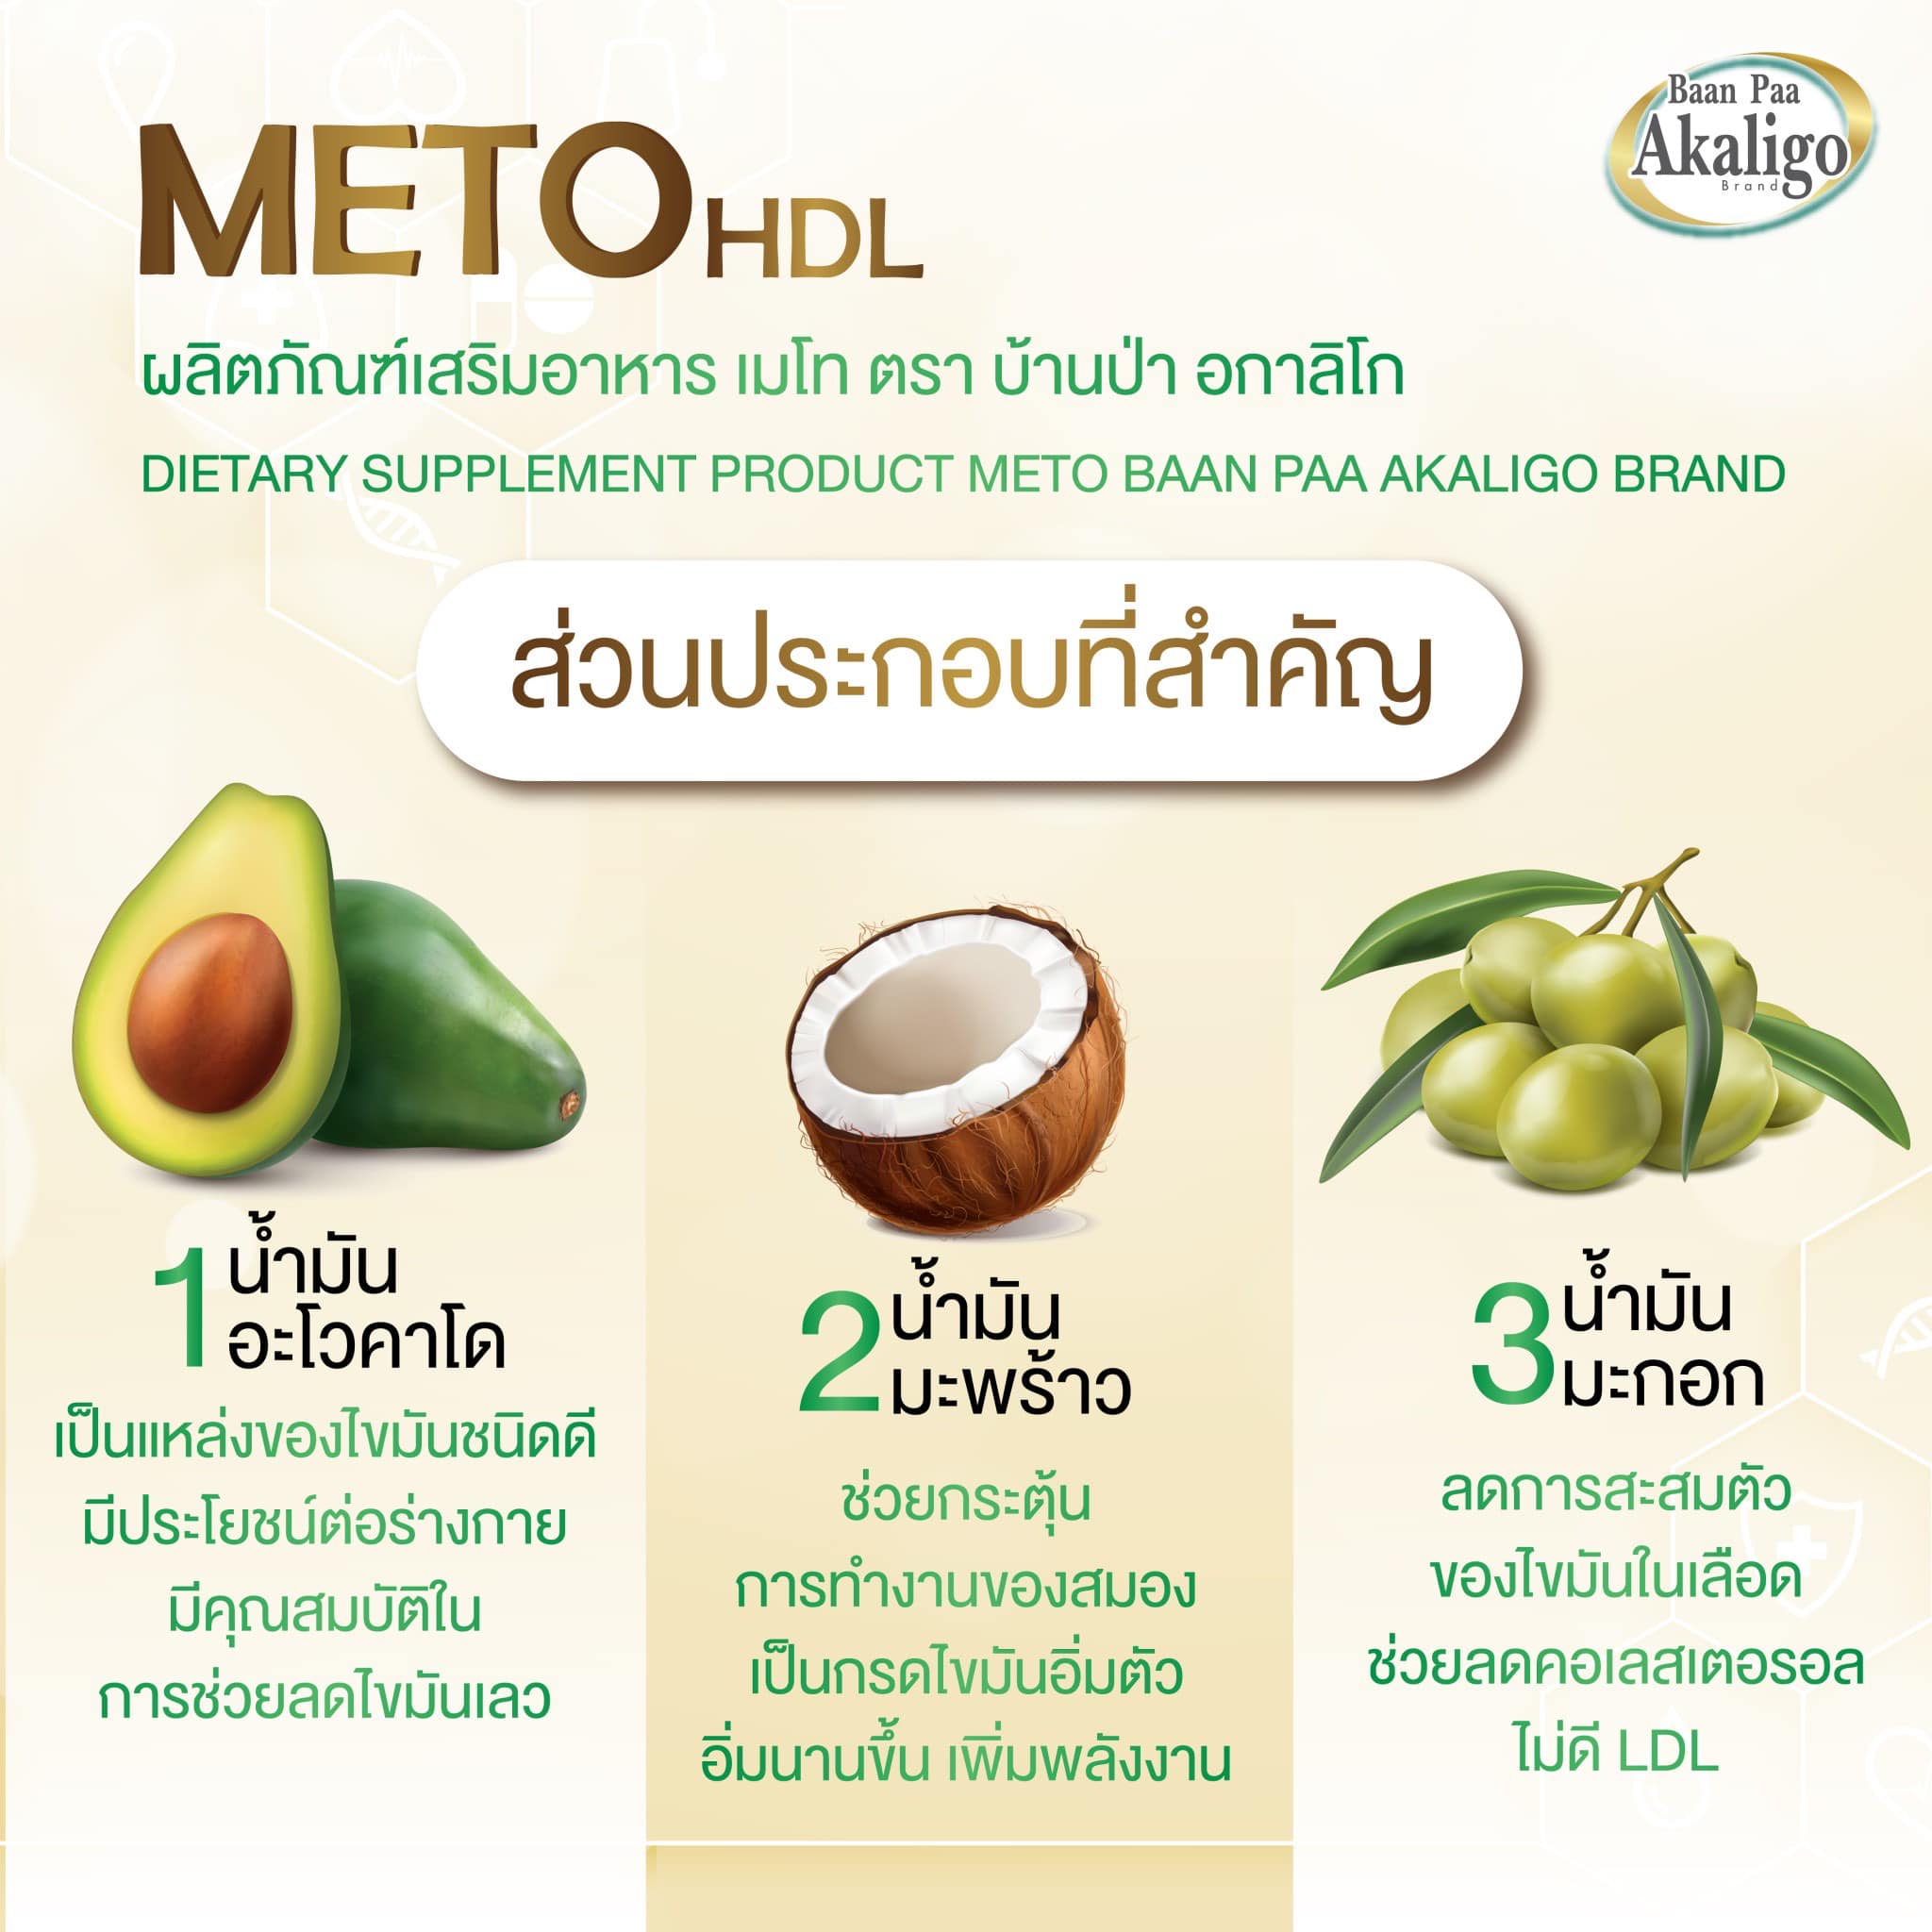 Baan Paa
Akaligo
Brand
METO HDL
ผลิตภัณฑ์เสริมอาหาร เมโท ตรา บ้านป่า อกาลิโก
DIETARY SUPPLEMENT PRODUCT METO BAAN PAA AKALIGO BRAND
ส่วนประกอบที่สำคัญ
1 น้ำมัน
อะโวคาโด
เป็นแหล่งของไขมันชนิดดี
มีประโยชน์ต่อร่างกาย
มีคุณสมบัติใน
การช่วยลดไขมันเลว
2 น้ำมัน
มะพร้าว
ช่วยกระตุ้น
การทำงานของสมอง
เป็นกรดไขมันอิ่มตัว
อิ่มนานขึ้น เพิ่มพลังงาน
3 น้ำมัน
มะกอก
ลดการสะสมตัว
ของไขมันในเลือด
ช่วยลดคอเลสเตอรอล
ไม่ดี LDL